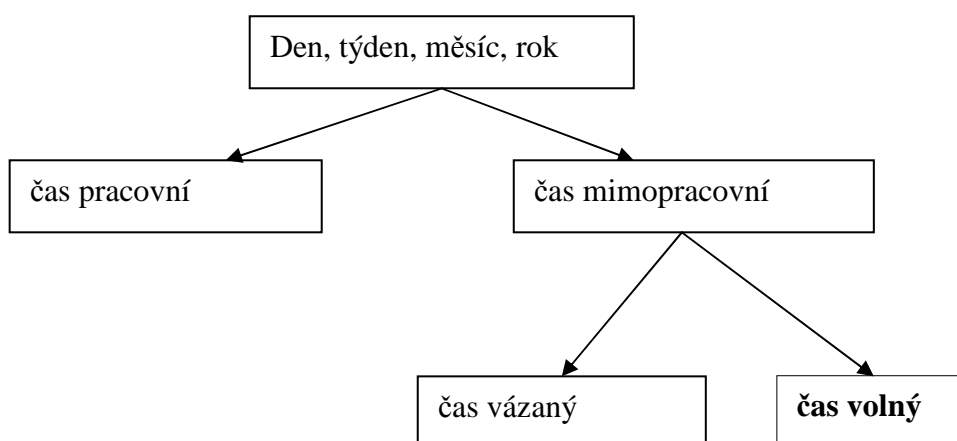 Den, týden, měsíc, rok
čas pracovní
čas mimopracovní
čas vázaný
čas volný